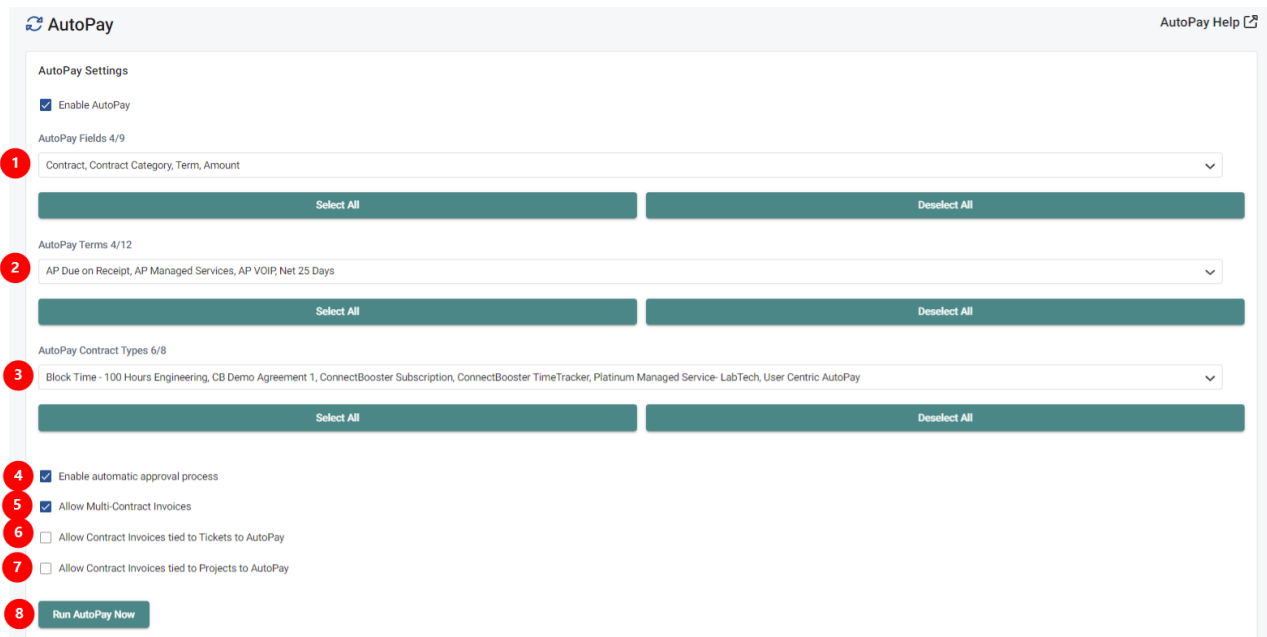 AutoPay
AutoPay Help
AutoPay Settings
Enable AutoPay
AutoPay Fields 4/9
1
Contract, Contract Category, Term, Amount
Select All
Deselect All
AutoPay Terms 4/12
2
AP Due on Receipt, AP Managed Services, AP VOIP, Net 25 Days
Select All
Deselect All
AutoPay Contract Types 6/8
3
Block Time - 100 Hours Engineering, CB Demo Agreement 1, ConnectBooster Subscription, ConnectBooster TimeTracker, Platinum Managed Service- LabTech, User Centric AutoPay
Select All
Deselect All
4
Enable automatic approval process
5
Allow Multi-Contract Invoices
6
Allow Contract Invoices tied to Tickets to AutoPay
7
Allow Contract Invoices tied to Projects to AutoPay
8
Run AutoPay Now